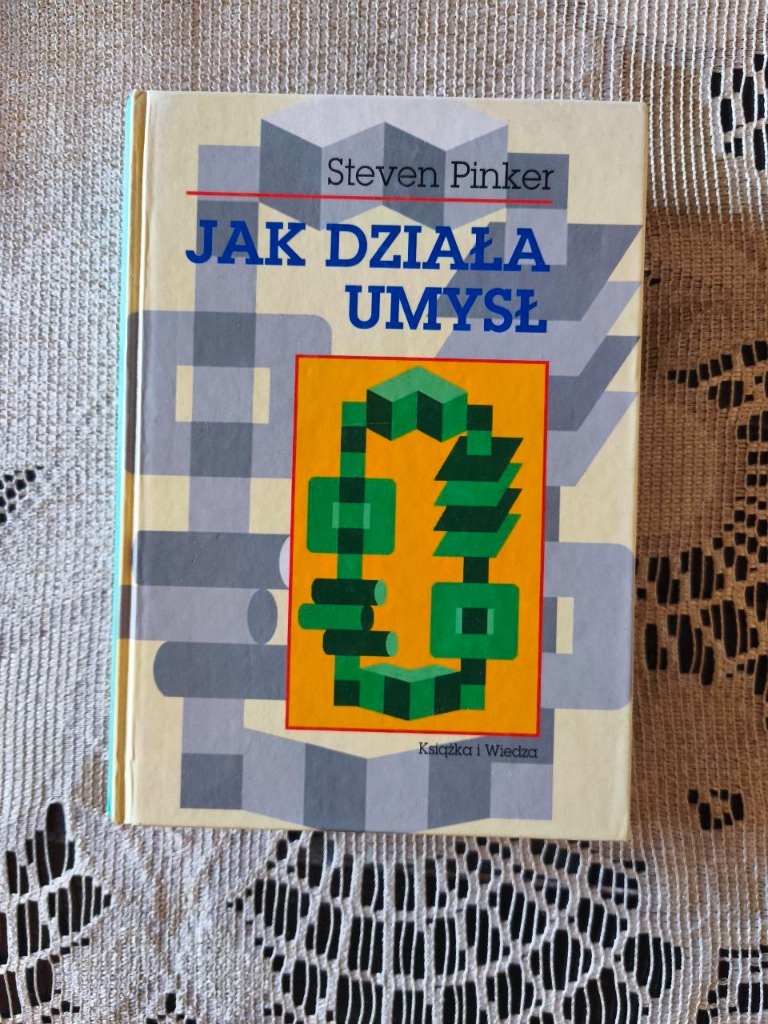 Steven Pinker
JAK DZIAŁA
UMYSŁ
Książka i Wiedza